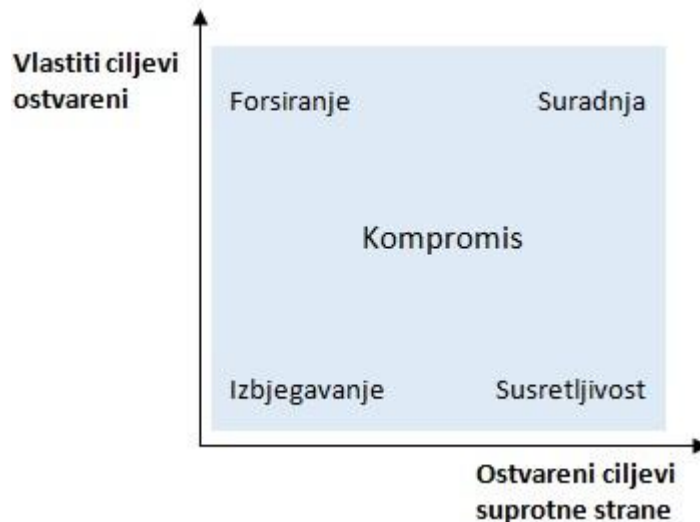 Vlastiti ciljevi
ostvareni
Forsiranje
Suradnja
Kompromis
Izbjegavanje
Susretljivost
Ostvareni ciljevi
suprotne strane